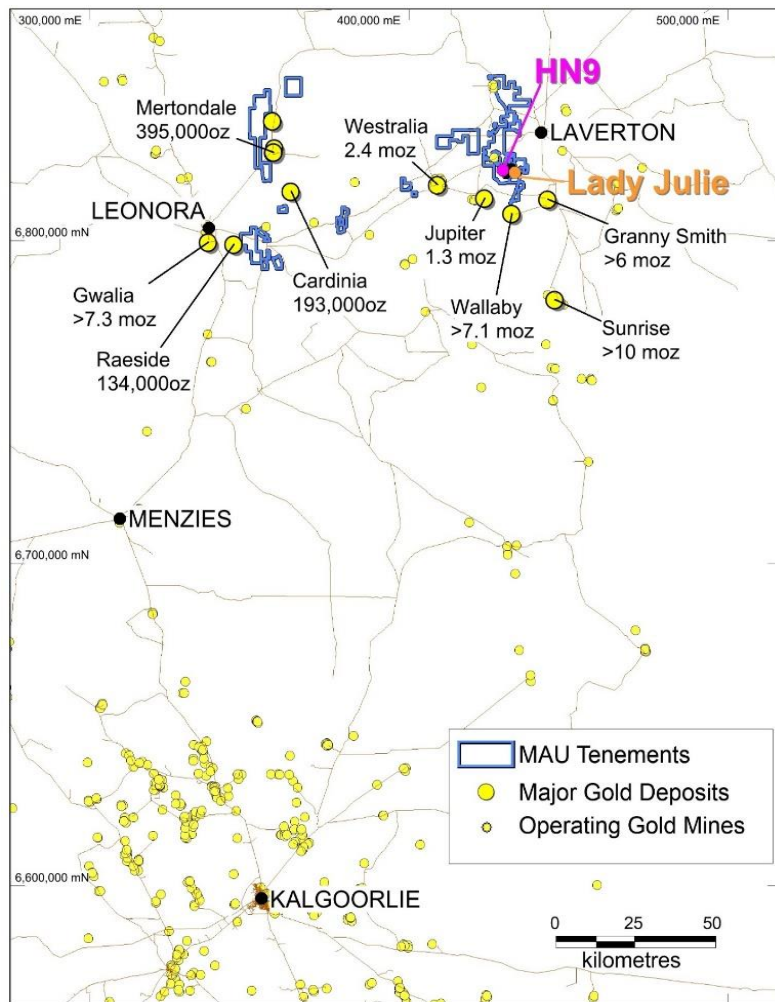 300,000 mE
400,000 mE
500,000 mE
HN9
Mertondale
395,000oz
Westralia
2.4 moz
LAVERTON
Lady Julie
LEONORA
6,800,000 mN
Jupiter
1.3 moz
Granny Smith
>6 moz
Cardinia
193,000oz
Gwalia
>7.3 moz
Wallaby
>7.1 moz
Sunrise
>10 moz
Raeside
134,000oz
MENZIES
6,700,000 mN
MAU Tenements
Major Gold Deposits
Operating Gold Mines
6,600,000 mN
KALGOORLIE
0 25 50
kilometres